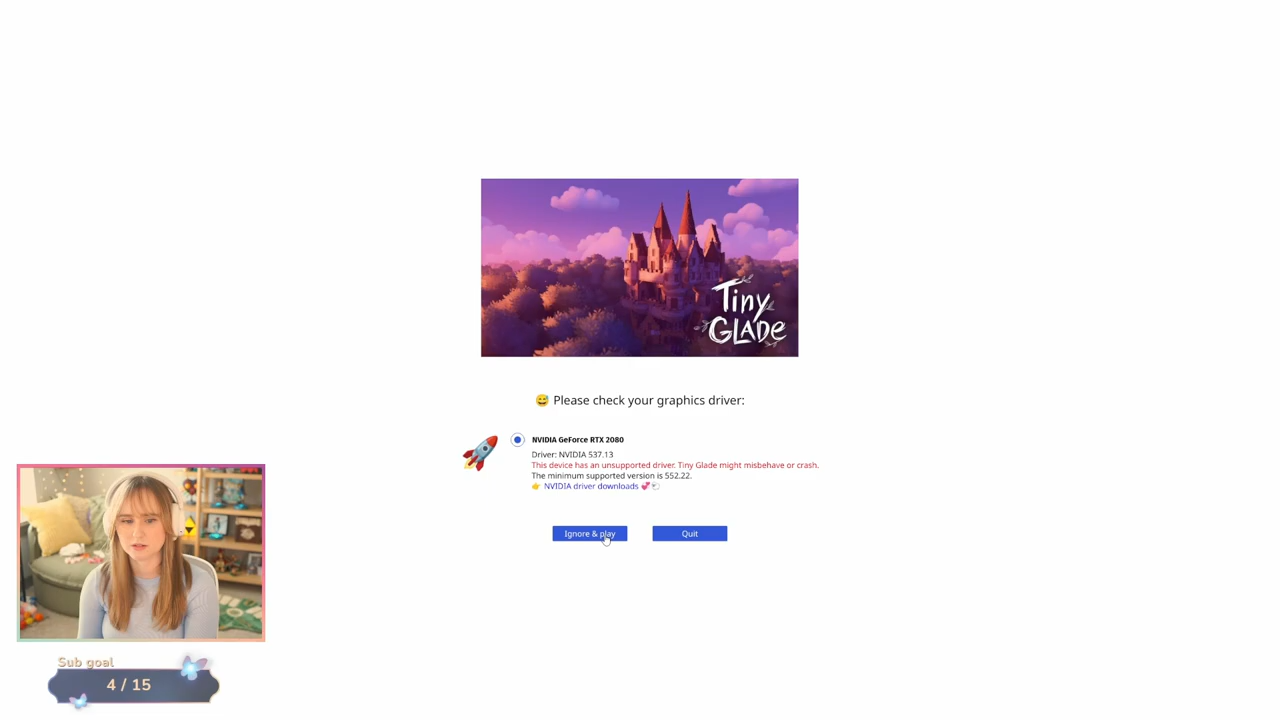 Tiny
GLADE
😅 Please check your graphics driver:
NVIDIA GeForce RTX 2080
Driver: NVIDIA 537.13
This device has an unsupported driver. Tiny Glade might misbehave or crash.
The minimum supported version is 552.22.
👉 NVIDIA driver downloads 💞
Ignore & play
Quit
Sub goal
4 / 15